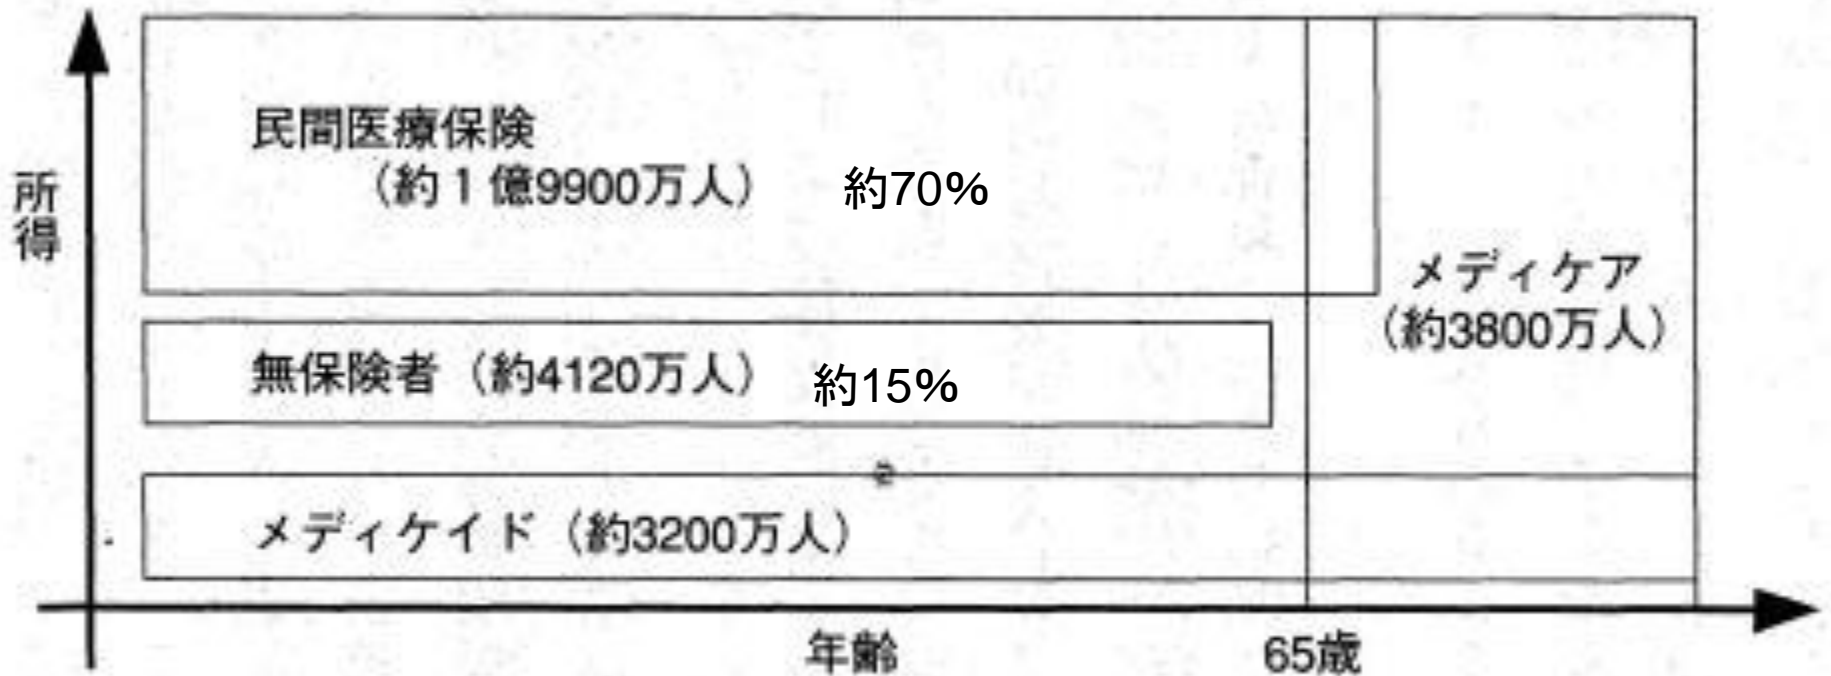 所得
民間医療保険
（約1億9900万人） 約70%
メディケア
（約3800万人）
無保険者（約4120万人） 約15%
メディケイド（約3200万人）
年齢
65歳